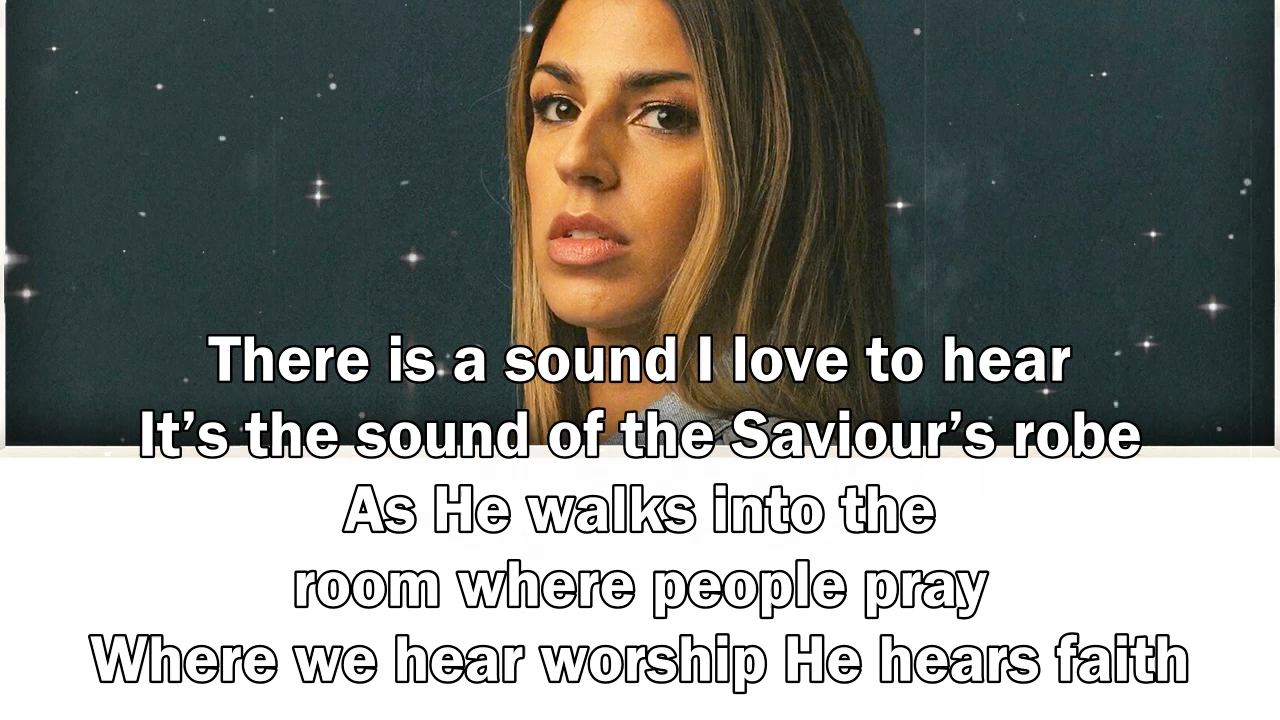 There is a sound I love to hear
It’s the sound of the Saviour’s robe
As He walks into the
room where people pray
Where we hear worship He hears faith